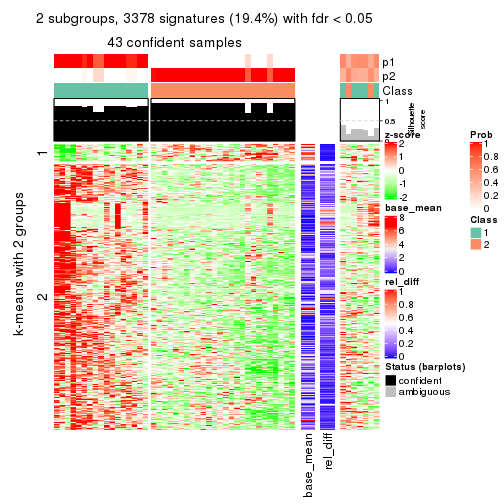 2 subgroups, 3378 signatures (19.4%) with fdr < 0.05
43 confident samples
p1
p2
Class
1
0.5
0
Silhouette
score
k-means with 2 groups
1
2
z-score
2
1
0
-1
-2
base_mean
8
6
4
2
0
rel_diff
1
0.8
0.6
0.4
0.2
0
Status (barplots)
confident
ambiguous
Prob
1
0.8
0.6
0.4
0.2
0
Class
1
2
base_mean
rel_diff